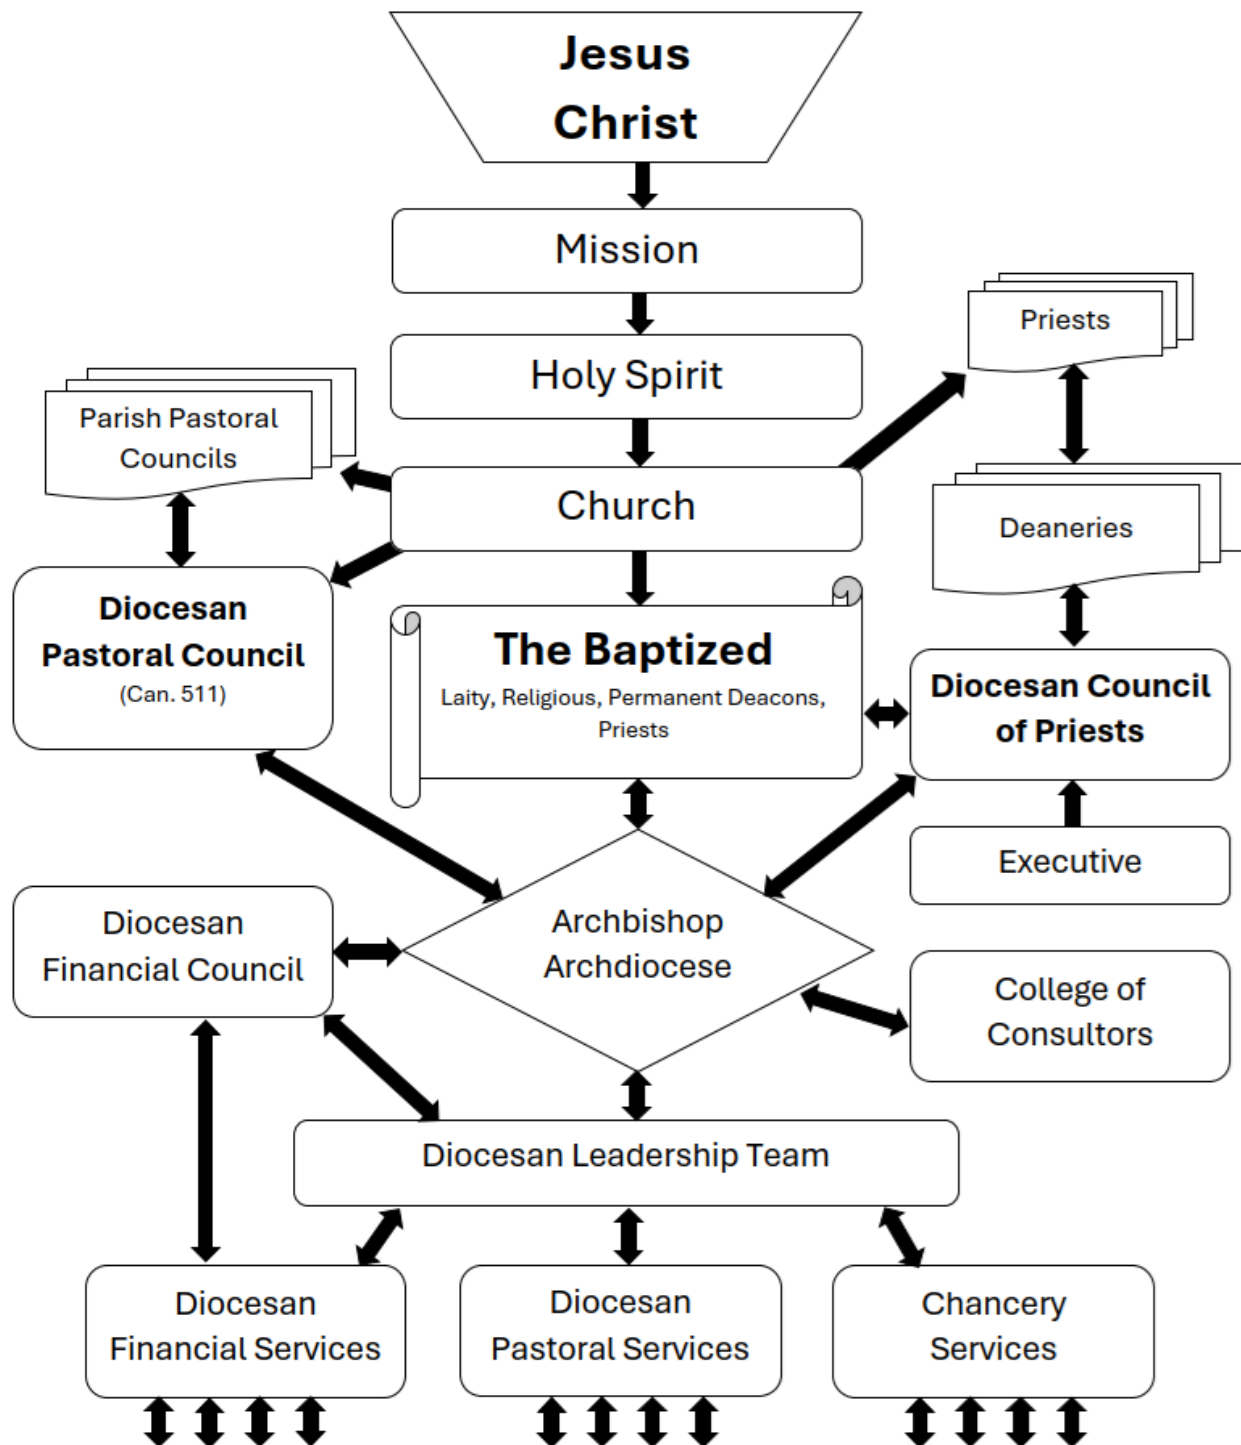 Jesus
Christ
Mission
Priests
Holy Spirit
Parish Pastoral
Councils
Church
Deaneries
Diocesan
Pastoral Council
(Can. 511)
The Baptized
Laity, Religious, Permanent Deacons,
Priests
Diocesan Council
of Priests
Executive
Diocesan
Financial Council
Archbishop
Archdiocese
College of
Consultors
Diocesan Leadership Team
Diocesan
Financial Services
Diocesan
Pastoral Services
Chancery
Services